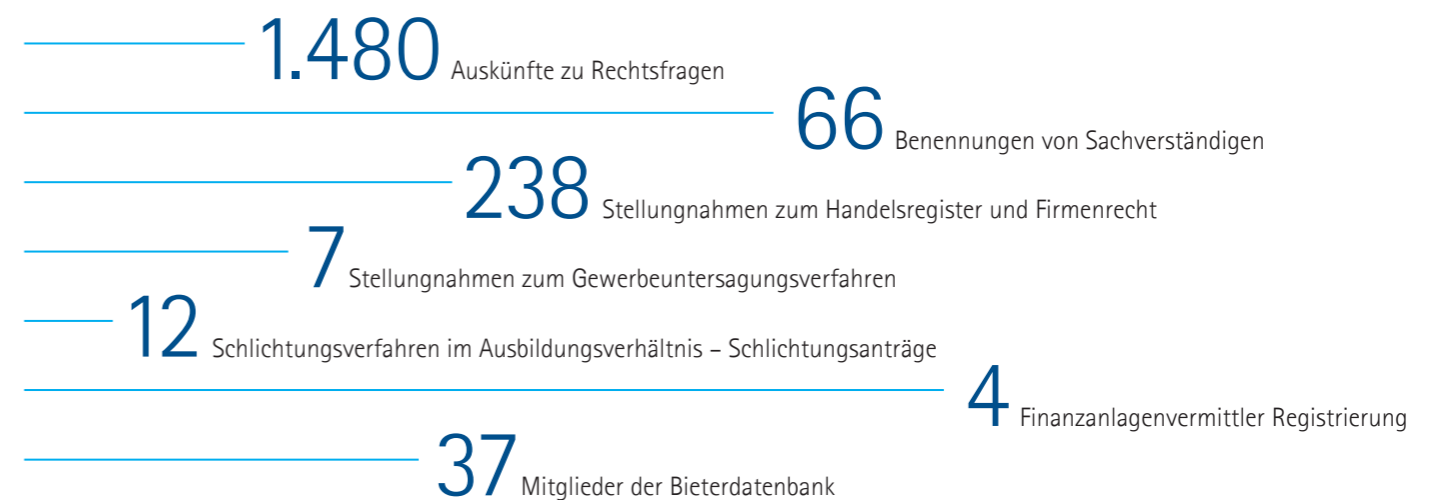 1.480 Auskünfte zu Rechtsfragen
66 Benennungen von Sachverständigen
238 Stellungnahmen zum Handelsregister und Firmenrecht
7 Stellungnahmen zum Gewerbeuntersagungsverfahren
12 Schlichtungsverfahren im Ausbildungsverhältnis – Schlichtungsanträge
4 Finanzanlagenvermittler Registrierung
37 Mitglieder der Bieterdatenbank